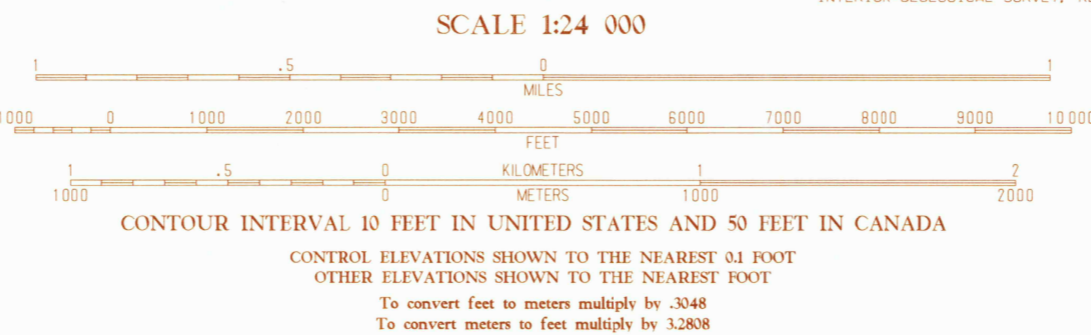 SCALE 1:24 000
1 .5 0 1
MILES
1000 0 1000 2000 3000 4000 5000 6000 7000 8000 9000 10 000
FEET
1 .5 0 KILOMETERS 1 2
1000 0 METERS 1000 2000
CONTOUR INTERVAL 10 FEET IN UNITED STATES AND 50 FEET IN CANADA
CONTROL ELEVATIONS SHOWN TO THE NEAREST 0.1 FOOT
OTHER ELEVATIONS SHOWN TO THE NEAREST FOOT
To convert feet to meters multiply by .3048
To convert meters to feet multiply by 3.2808